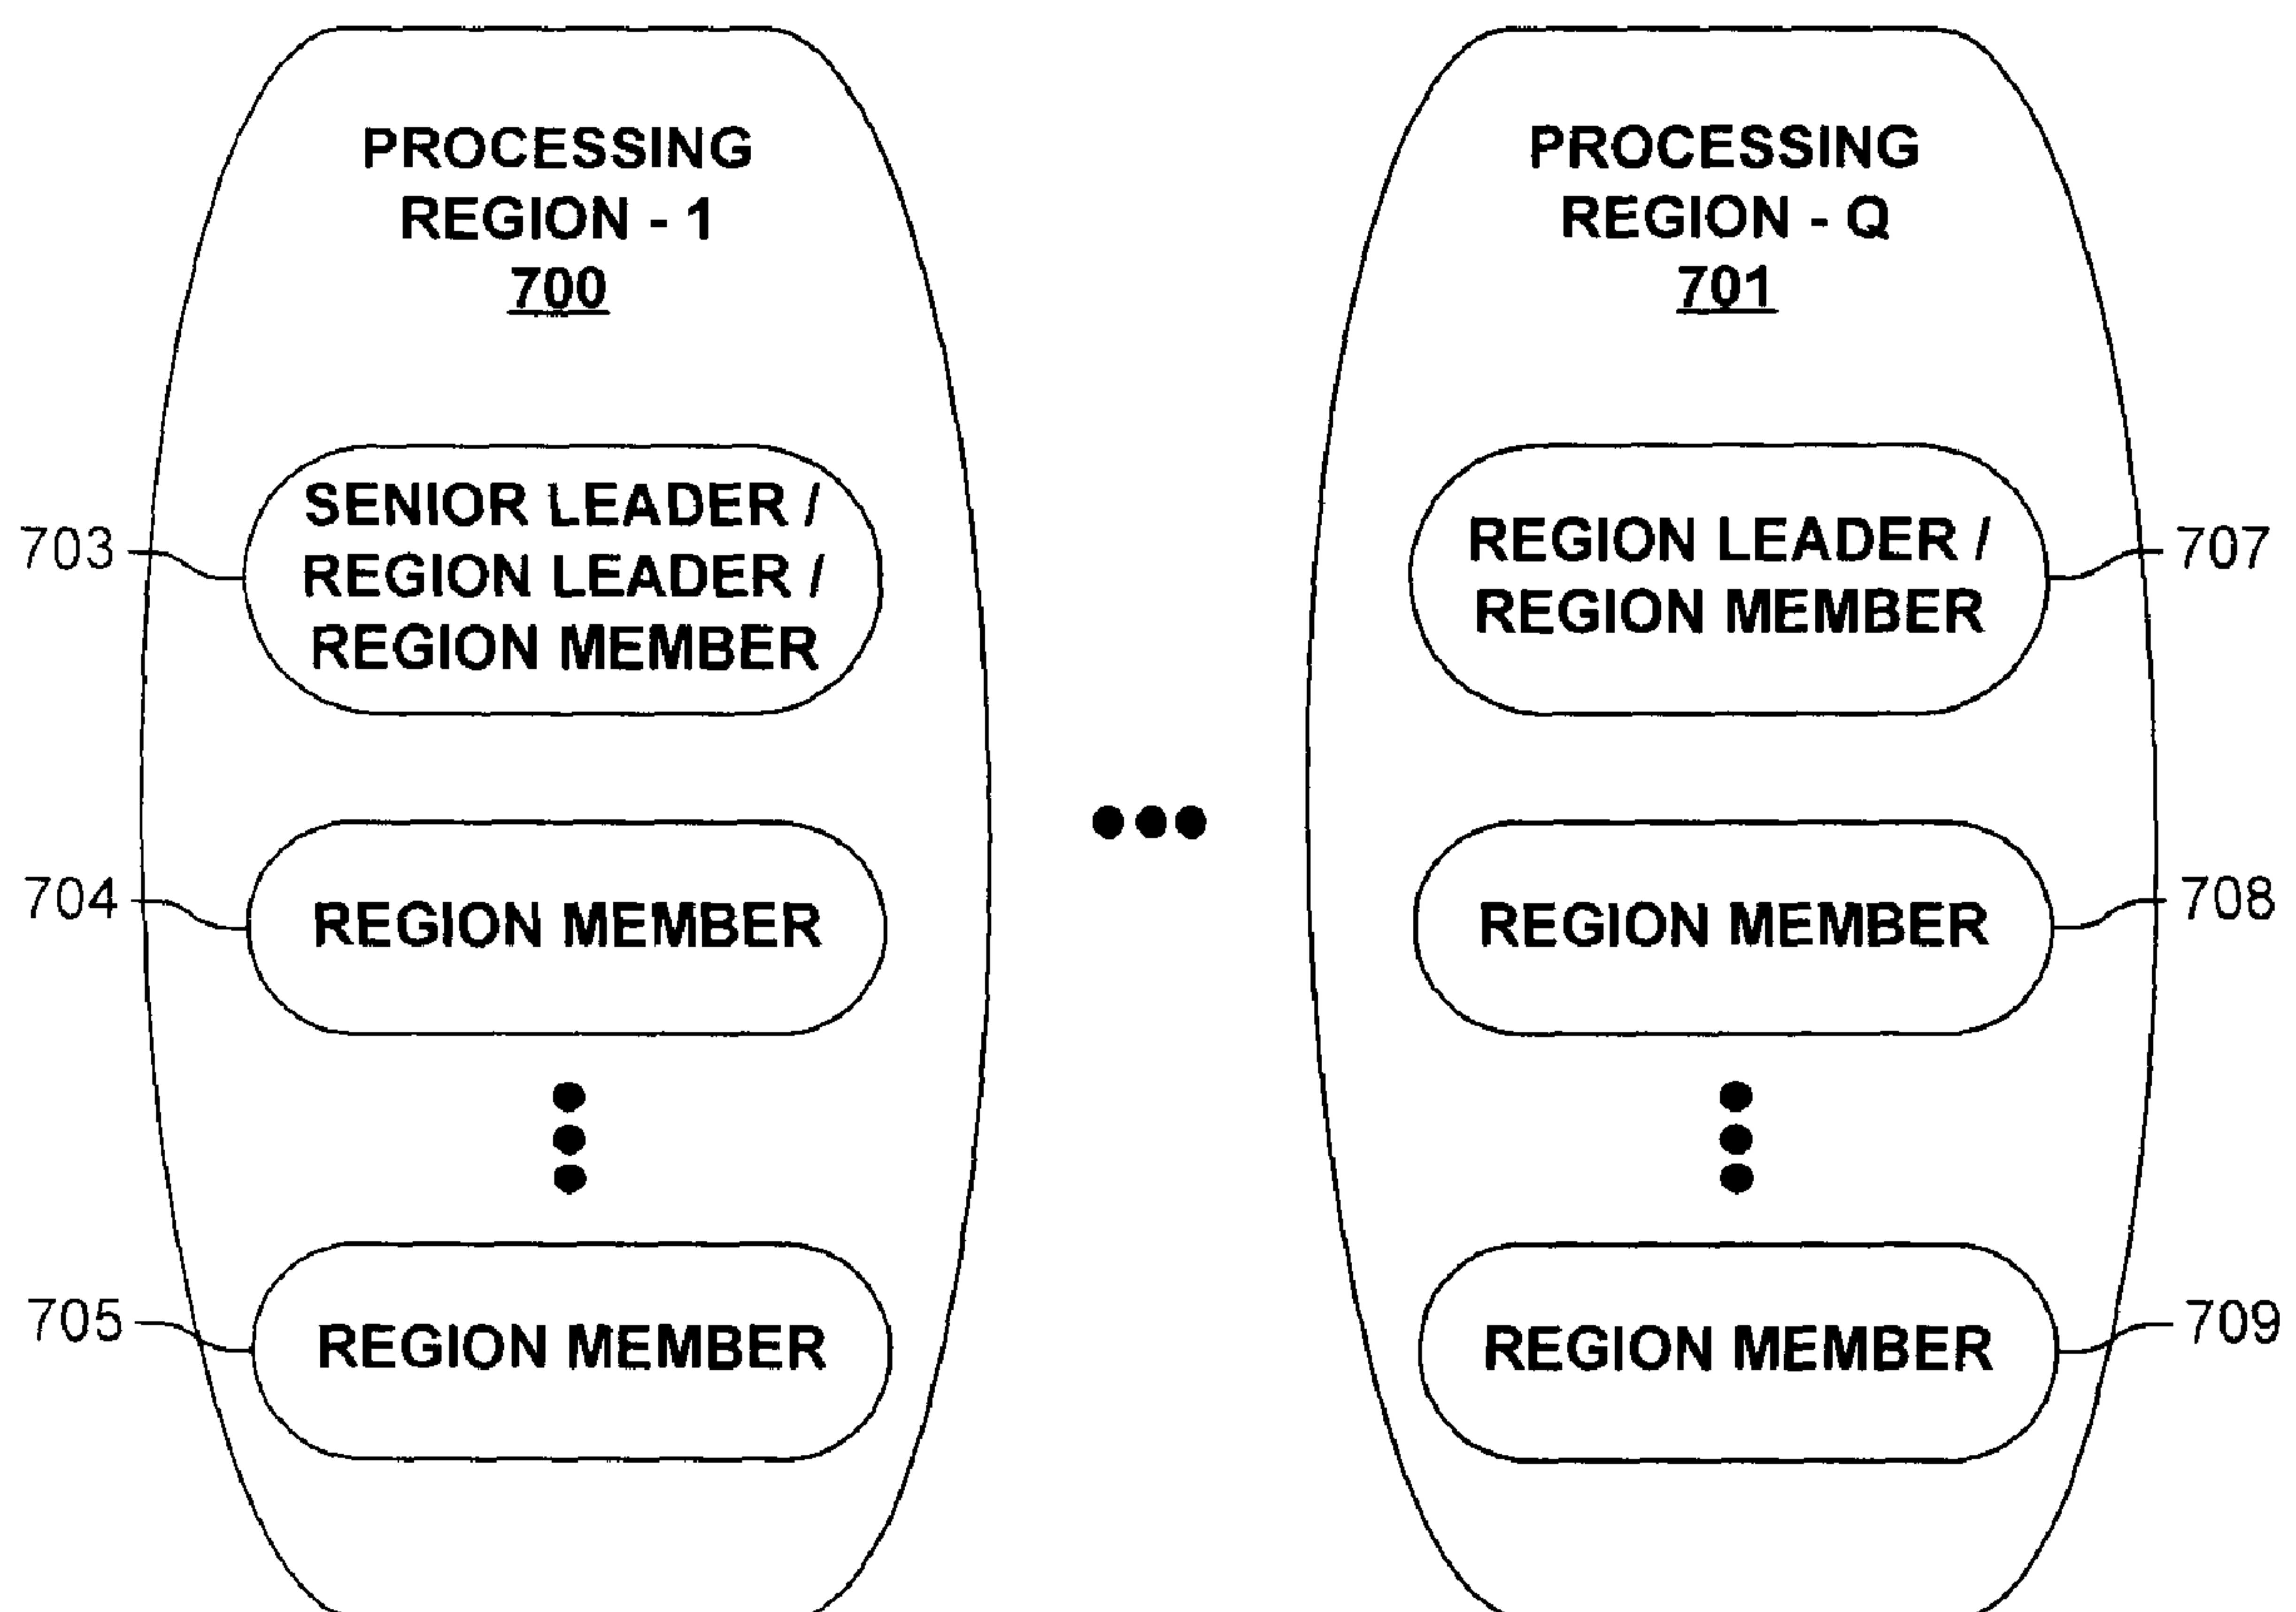 PROCESSING
REGION - 1
700
703
SENIOR LEADER /
REGION LEADER /
REGION MEMBER
704
REGION MEMBER
705
REGION MEMBER
PROCESSING
REGION - Q
701
REGION LEADER /
REGION MEMBER
707
REGION MEMBER
708
REGION MEMBER
709